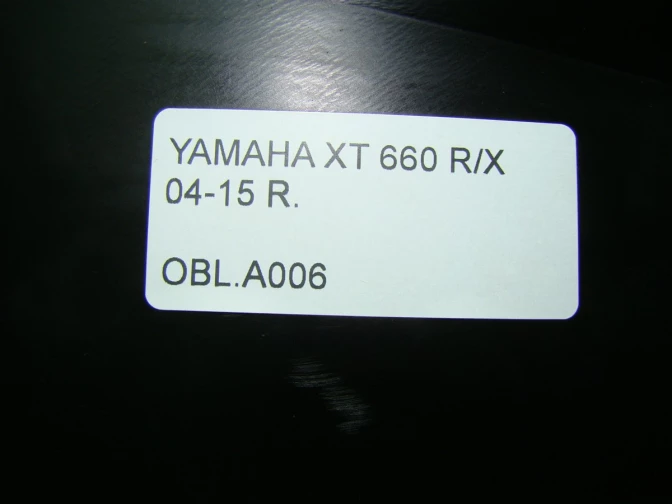 YAMAHA XT 660 R/X
04-15 R.
OBL.A006